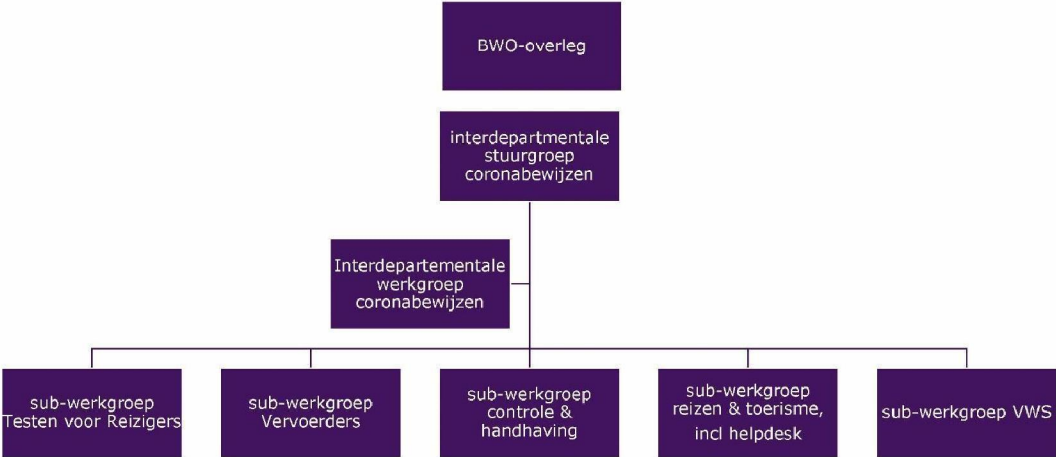 BWO-overleg
interdepartmentale
stuurgroep
coronabewijzen
Interdepartementale
werkgroep
coronabewijzen
sub-werkgroep
Testen voor Reizigers
sub-werkgroep
Vervoerders
sub-werkgroep
controle &
handhaving
sub-werkgroep
reizen & toerisme,
incl helpdesk
sub-werkgroep VWS